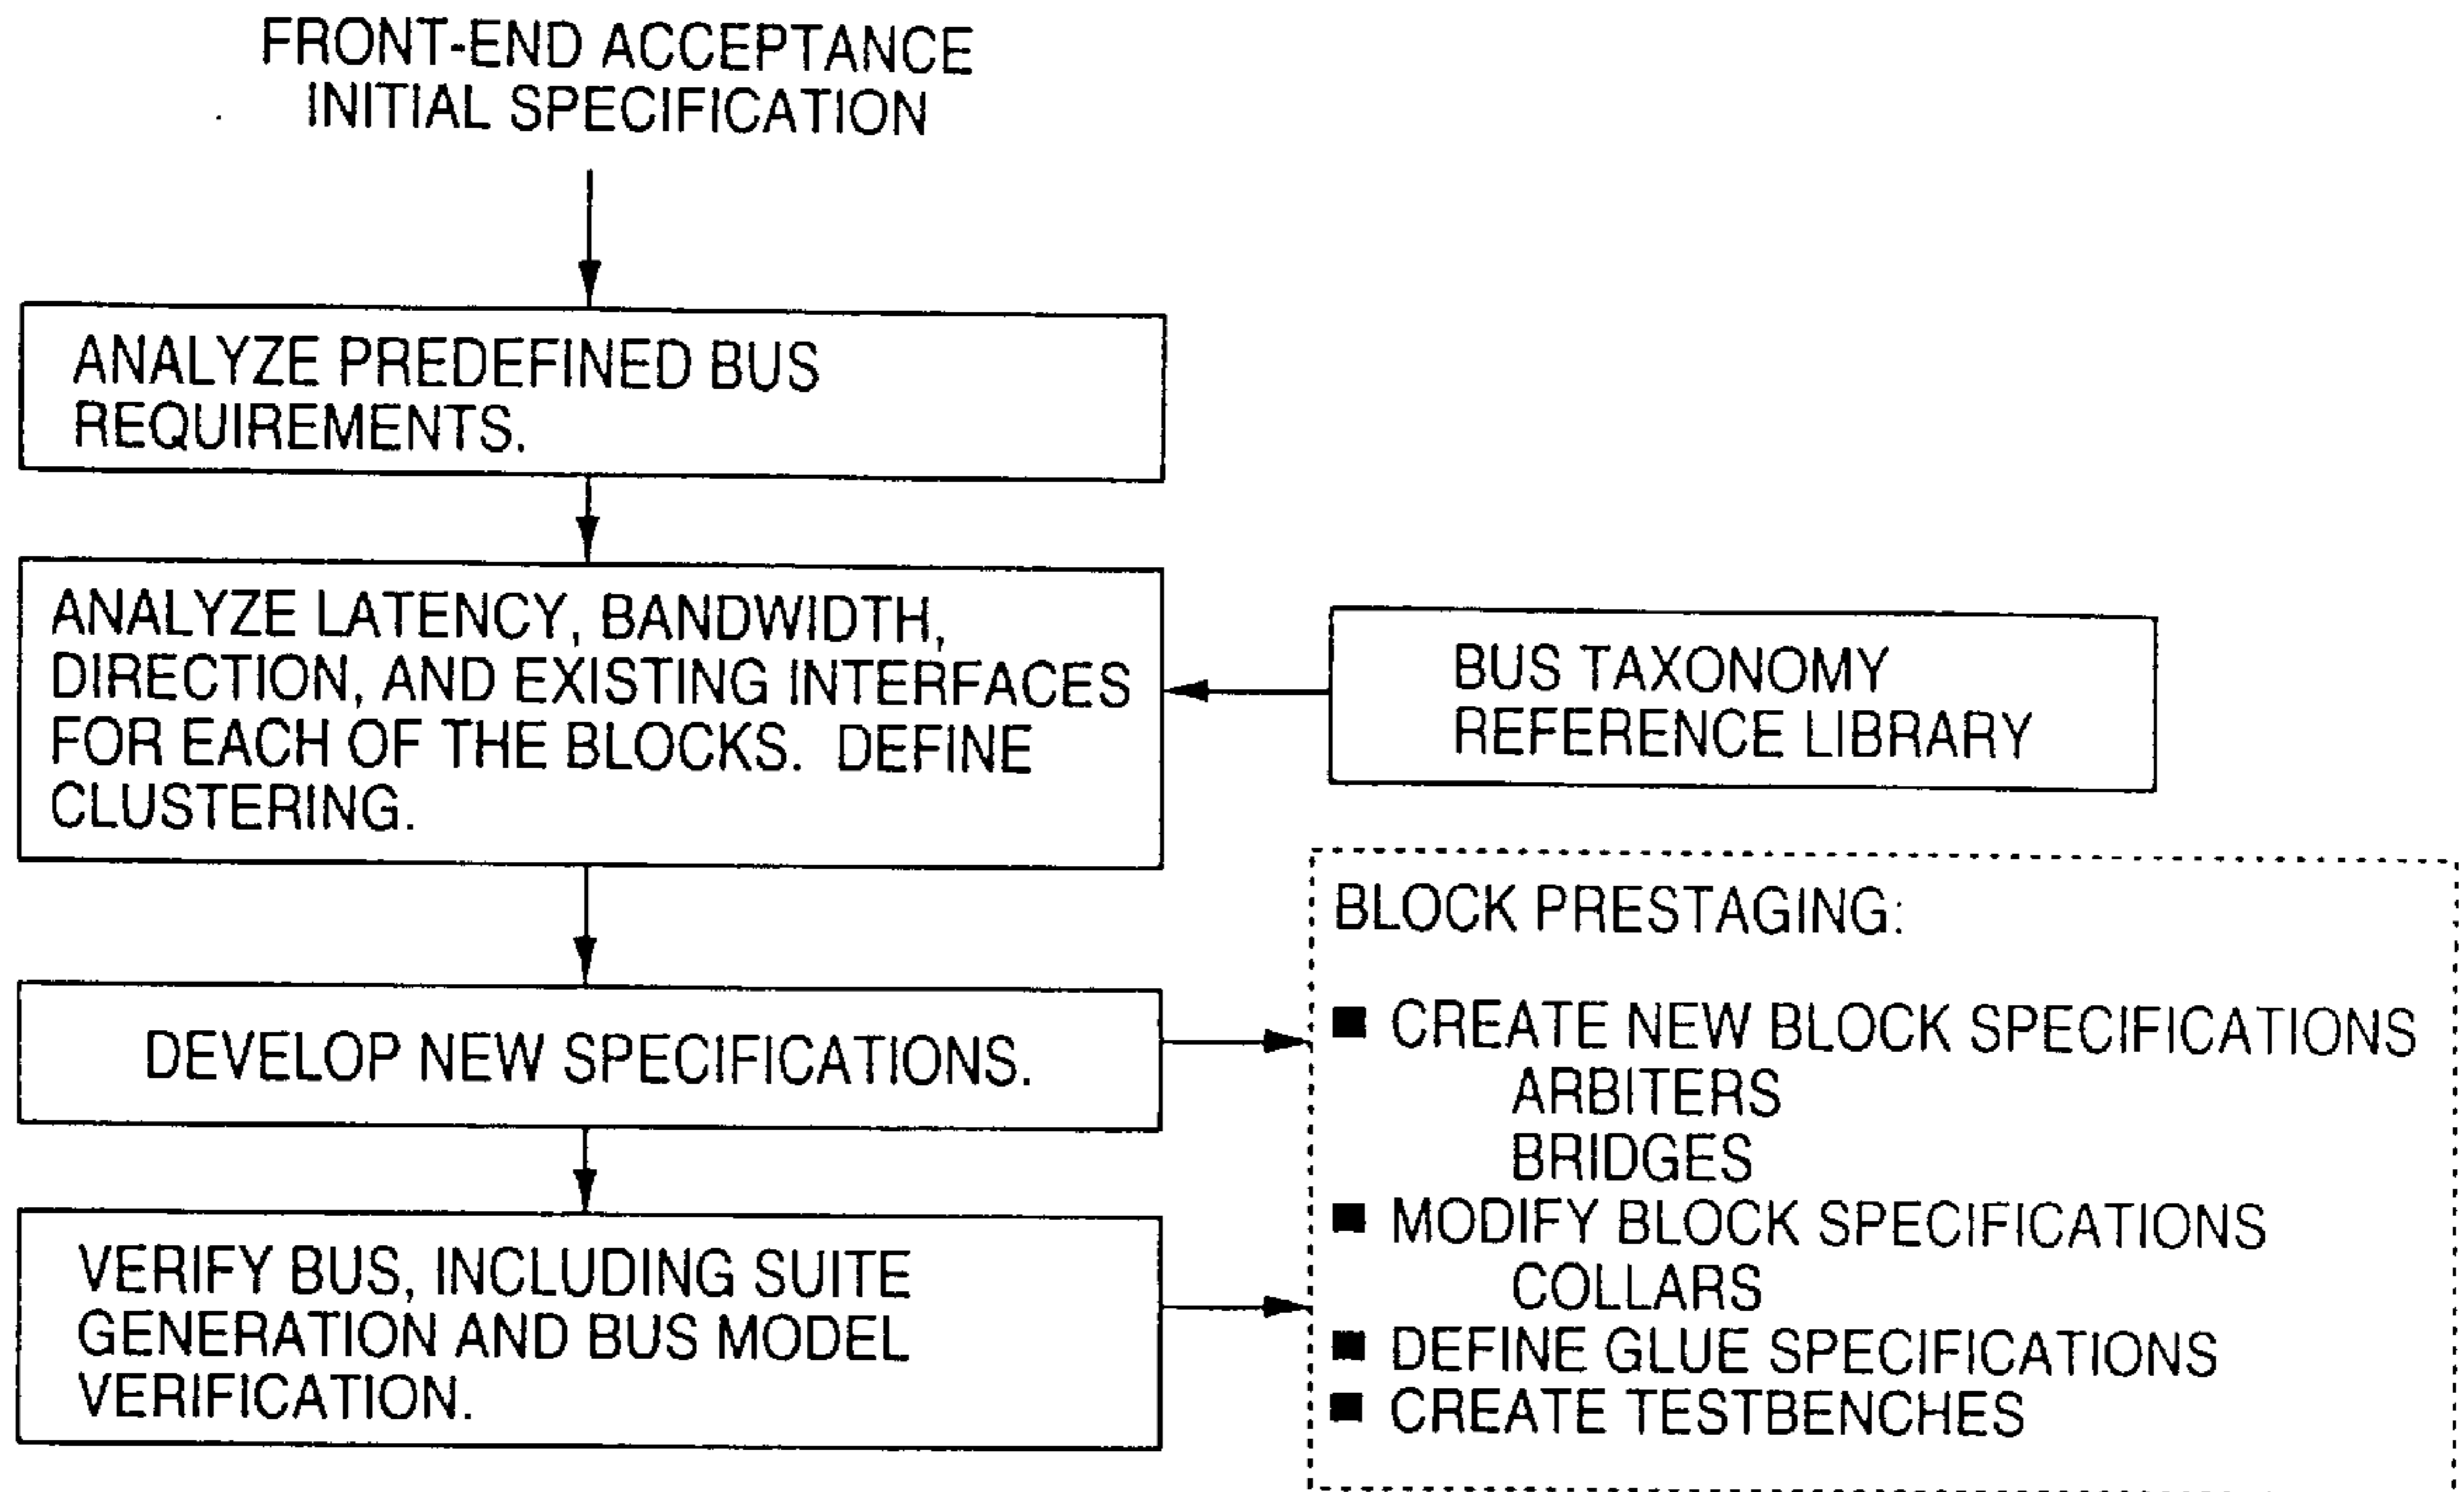 FRONT-END ACCEPTANCE
INITIAL SPECIFICATION
ANALYZE PREDEFINED BUS
REQUIREMENTS.
ANALYZE LATENCY, BANDWIDTH,
DIRECTION, AND EXISTING INTERFACES
FOR EACH OF THE BLOCKS. DEFINE
CLUSTERING.
BUS TAXONOMY
REFERENCE LIBRARY
DEVELOP NEW SPECIFICATIONS.
VERIFY BUS, INCLUDING SUITE
GENERATION AND BUS MODEL
VERIFICATION.
BLOCK PRESTAGING:
■ CREATE NEW BLOCK SPECIFICATIONS
ARBITERS
BRIDGES
■ MODIFY BLOCK SPECIFICATIONS
COLLARS
■ DEFINE GLUE SPECIFICATIONS
■ CREATE TESTBENCHES